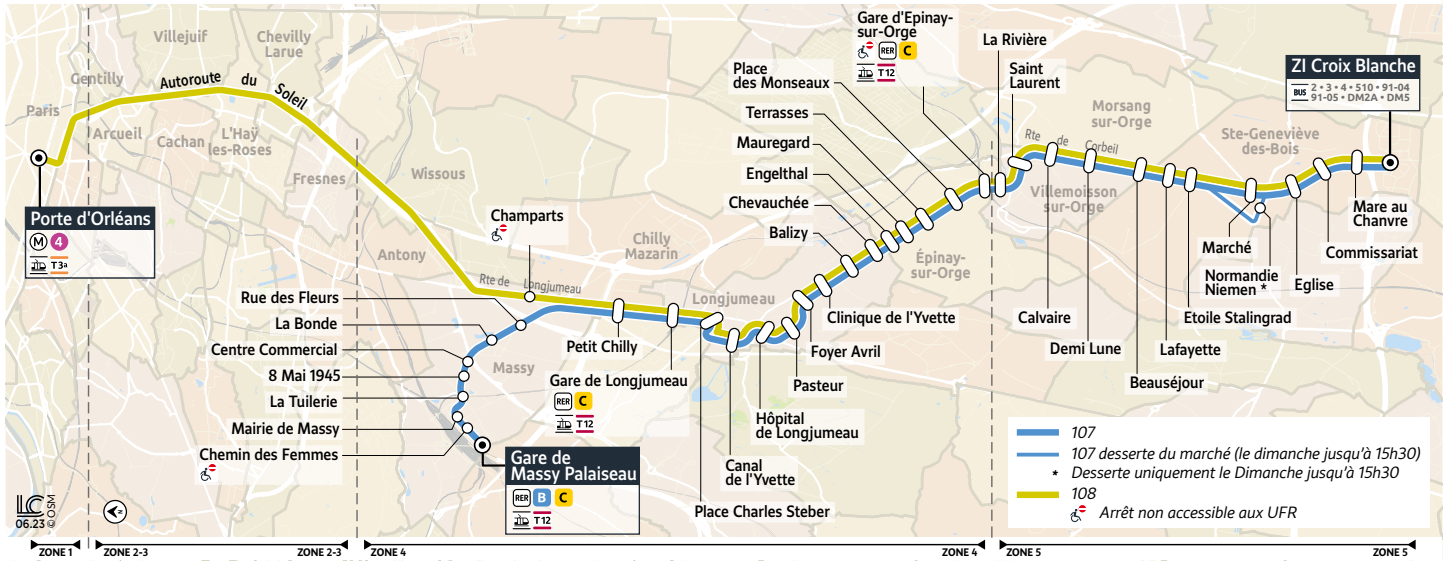 Villejuif
Chevilly
Larue
Gentilly
Autoroute du Soleil
Paris
Arcueil
Cachan
L'Haÿ
les-Roses
Fresnes
Wissous
Antony
Porte d'Orléans
M 4
T3a
Champarts
Rte de Longjumeau
Chilly
Mazarin
Longjumeau
Massy
Rue des Fleurs
La Bonde
Centre Commercial
8 Mai 1945
La Tuilerie
Mairie de Massy
Chemin des Femmes
Gare de
Massy Palaiseau
RER B C
T12
Petit Chilly
Gare de Longjumeau
RER C
T12
Place Charles Steber
Canal
de l'Yvette
Hôpital
de Longjumeau
Pasteur
Foyer Avril
Clinique de l'Yvette
Balizy
Chevauchée
Engelthal
Mauregard
Terrasses
Place
des Monseaux
Gare d'Epinay-
sur-Orge
RER C
T12
Épinay-
sur-Orge
La Rivière
Saint
Laurent
Rte de Corbeil
Morsang
sur-Orge
Villemoisson
sur-Orge
Ste-Geneviève
des-Bois
ZI Croix Blanche
BUS 2 • 3 • 4 • 510 • 91-04
91-05 • DM2A • DM5
Calvaire
Demi Lune
Beauséjour
Lafayette
Etoile Stalingrad
Marché
Normandie
Niemen *
Eglise
Commissariat
Mare au
Chanvre
107
107 desserte du marché (le dimanche jusqu'à 15h30)
* Desserte uniquement le Dimanche jusqu'à 15h30
108
Arrêt non accessible aux UFR
LC
06.23 © OSM
N
ZONE 1
ZONE 2-3
ZONE 2-3
ZONE 4
ZONE 4
ZONE 5
ZONE 5